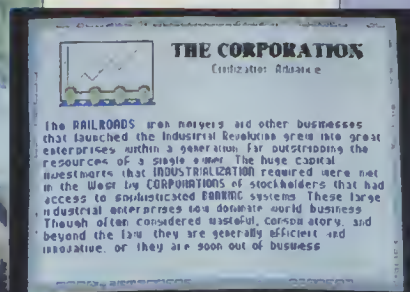 THE CORPORATION
Civilization Advance
The RAILROADS iron mongers and other businesses
that launched the Industrial Revolution grew into great
enterprises within a generation far outstripping the
resources of a single owner. The huge capital
investments that INDUSTRIALIZATION required were met
in the West by CORPORATIONS of stockholders that had
access to sophisticated BANKING systems These large
industrial enterprises now dominate world business
Though often considered wasteful, conspiratory, and
beyond the law they are generally efficient and
innovative, or they are soon out of business